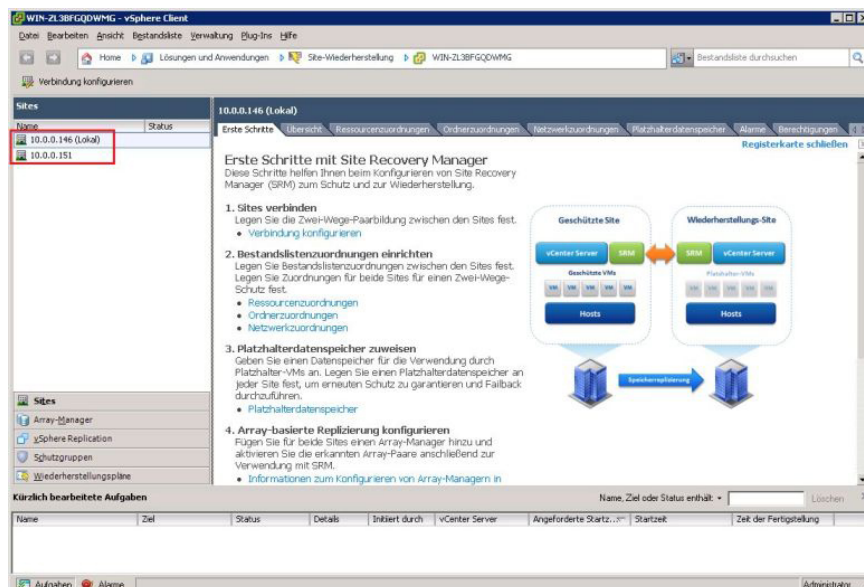 WIN-ZL3BFGQDWMG - vSphere Client
Datei Bearbeiten Ansicht Bestandsliste Verwaltung Plug-Ins Hilfe
Home Lösungen und Anwendungen Site-Wiederherstellung WIN-ZL3BFGQDWMG
Bestandsliste durchsuchen
Verbindung konfigurieren
Sites
Name Status
10.0.0.146 (Lokal)
10.0.0.151
Sites
Array-Manager
vSphere Replication
Schutzgruppen
Wiederherstellungspläne
10.0.0.146 (Lokal)
Erste Schritte Übersicht Ressourcenzuordnungen Ordnerzuordnungen Netzwerkzuordnungen Platzhalterdatenspeicher Alarme Berechtigungen
Registerkarte schließen
Erste Schritte mit Site Recovery Manager
Diese Schritte helfen Ihnen beim Konfigurieren von Site Recovery
Manager (SRM) zum Schutz und zur Wiederherstellung.
1. Sites verbinden
Legen Sie die Zwei-Wege-Paarbildung zwischen den Sites fest.
• Verbindung konfigurieren
2. Bestandslistenzuordnungen einrichten
Legen Sie Bestandslistenzuordnungen zwischen den Sites fest.
Legen Sie Zuordnungen für beide Sites für einen Zwei-Wege-
Schutz fest.
• Ressourcenzuordnungen
• Ordnerzuordnungen
• Netzwerkzuordnungen
3. Platzhalterdatenspeicher zuweisen
Geben Sie einen Datenspeicher für die Verwendung durch
Platzhalter-VMs an. Legen Sie einen Platzhalterdatenspeicher an
jeder Site fest, um erneuten Schutz zu garantieren und Failback
durchzuführen.
• Platzhalterdatenspeicher
4. Array-basierte Replizierung konfigurieren
Fügen Sie für beide Sites einen Array-Manager hinzu und
aktivieren Sie die erkannten Array-Paare anschließend zur
Verwendung mit SRM.
• Informationen zum Konfigurieren von Array-Managern in
Geschützte Site
vCenter Server SRM
Geschützte VMs
VM VM VM VM VM
Hosts
Wiederherstellungs-Site
SRM vCenter Server
Platzhalter-VMs
VM VM VM VM VM
Hosts
Speicherreplizierung
Kürzlich bearbeitete Aufgaben
Name, Ziel oder Status enthält:
Löschen
Name Ziel Status Details Initiiert durch vCenter Server Angeforderte Startz... Startzeit Zeit der Fertigstellung
Aufgaben Alarme
Administrator